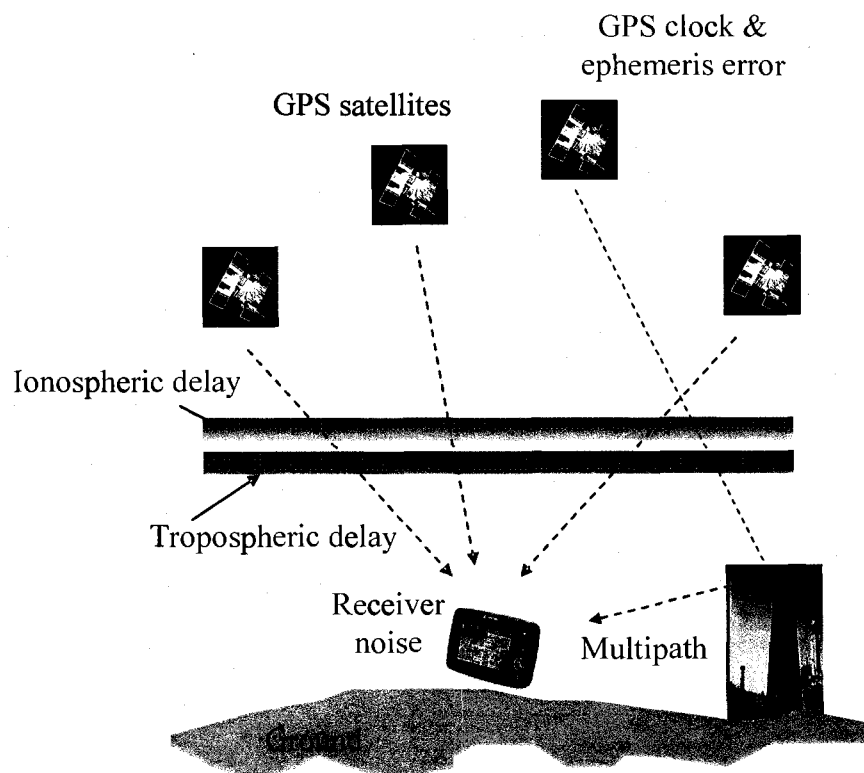 GPS clock &
ephemeris error
GPS satellites
Ionospheric delay
Tropospheric delay
Receiver
noise
Multipath
Ground